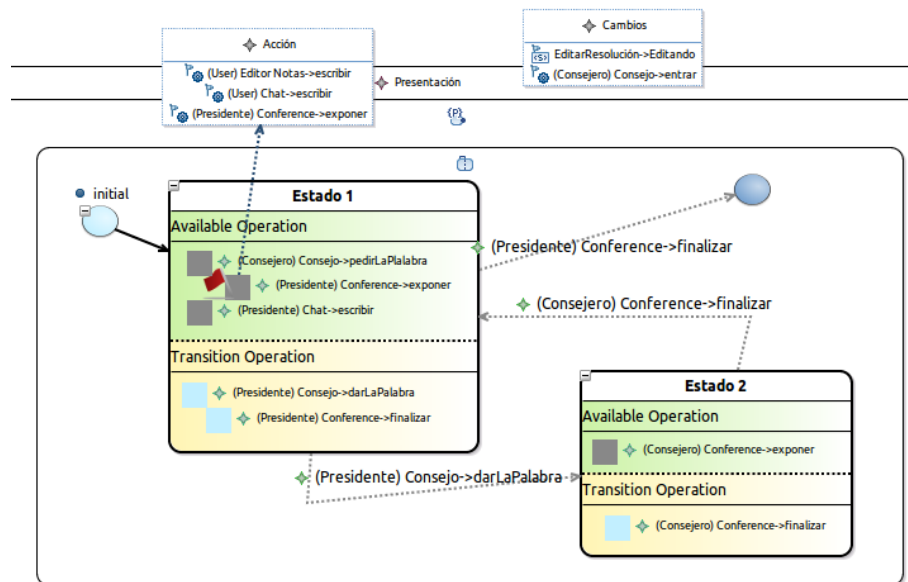 Acción
(User) Editor Notas->escribir
(User) Chat->escribir
(Presidente) Conference->exponer
Cambios
<S> EditarResolución->Editando
(Consejero) Consejo->entrar
Presentación
{P}
initial
Estado 1
Available Operation
(Consejero) Consejo->pedirLaPlalabra
(Presidente) Conference->exponer
(Presidente) Chat->escribir
Transition Operation
(Presidente) Consejo->darLaPalabra
(Presidente) Conference->finalizar
(Presidente) Conference->finalizar
(Consejero) Conference->finalizar
(Presidente) Consejo->darLaPalabra
Estado 2
Available Operation
(Consejero) Conference->exponer
Transition Operation
(Consejero) Conference->finalizar